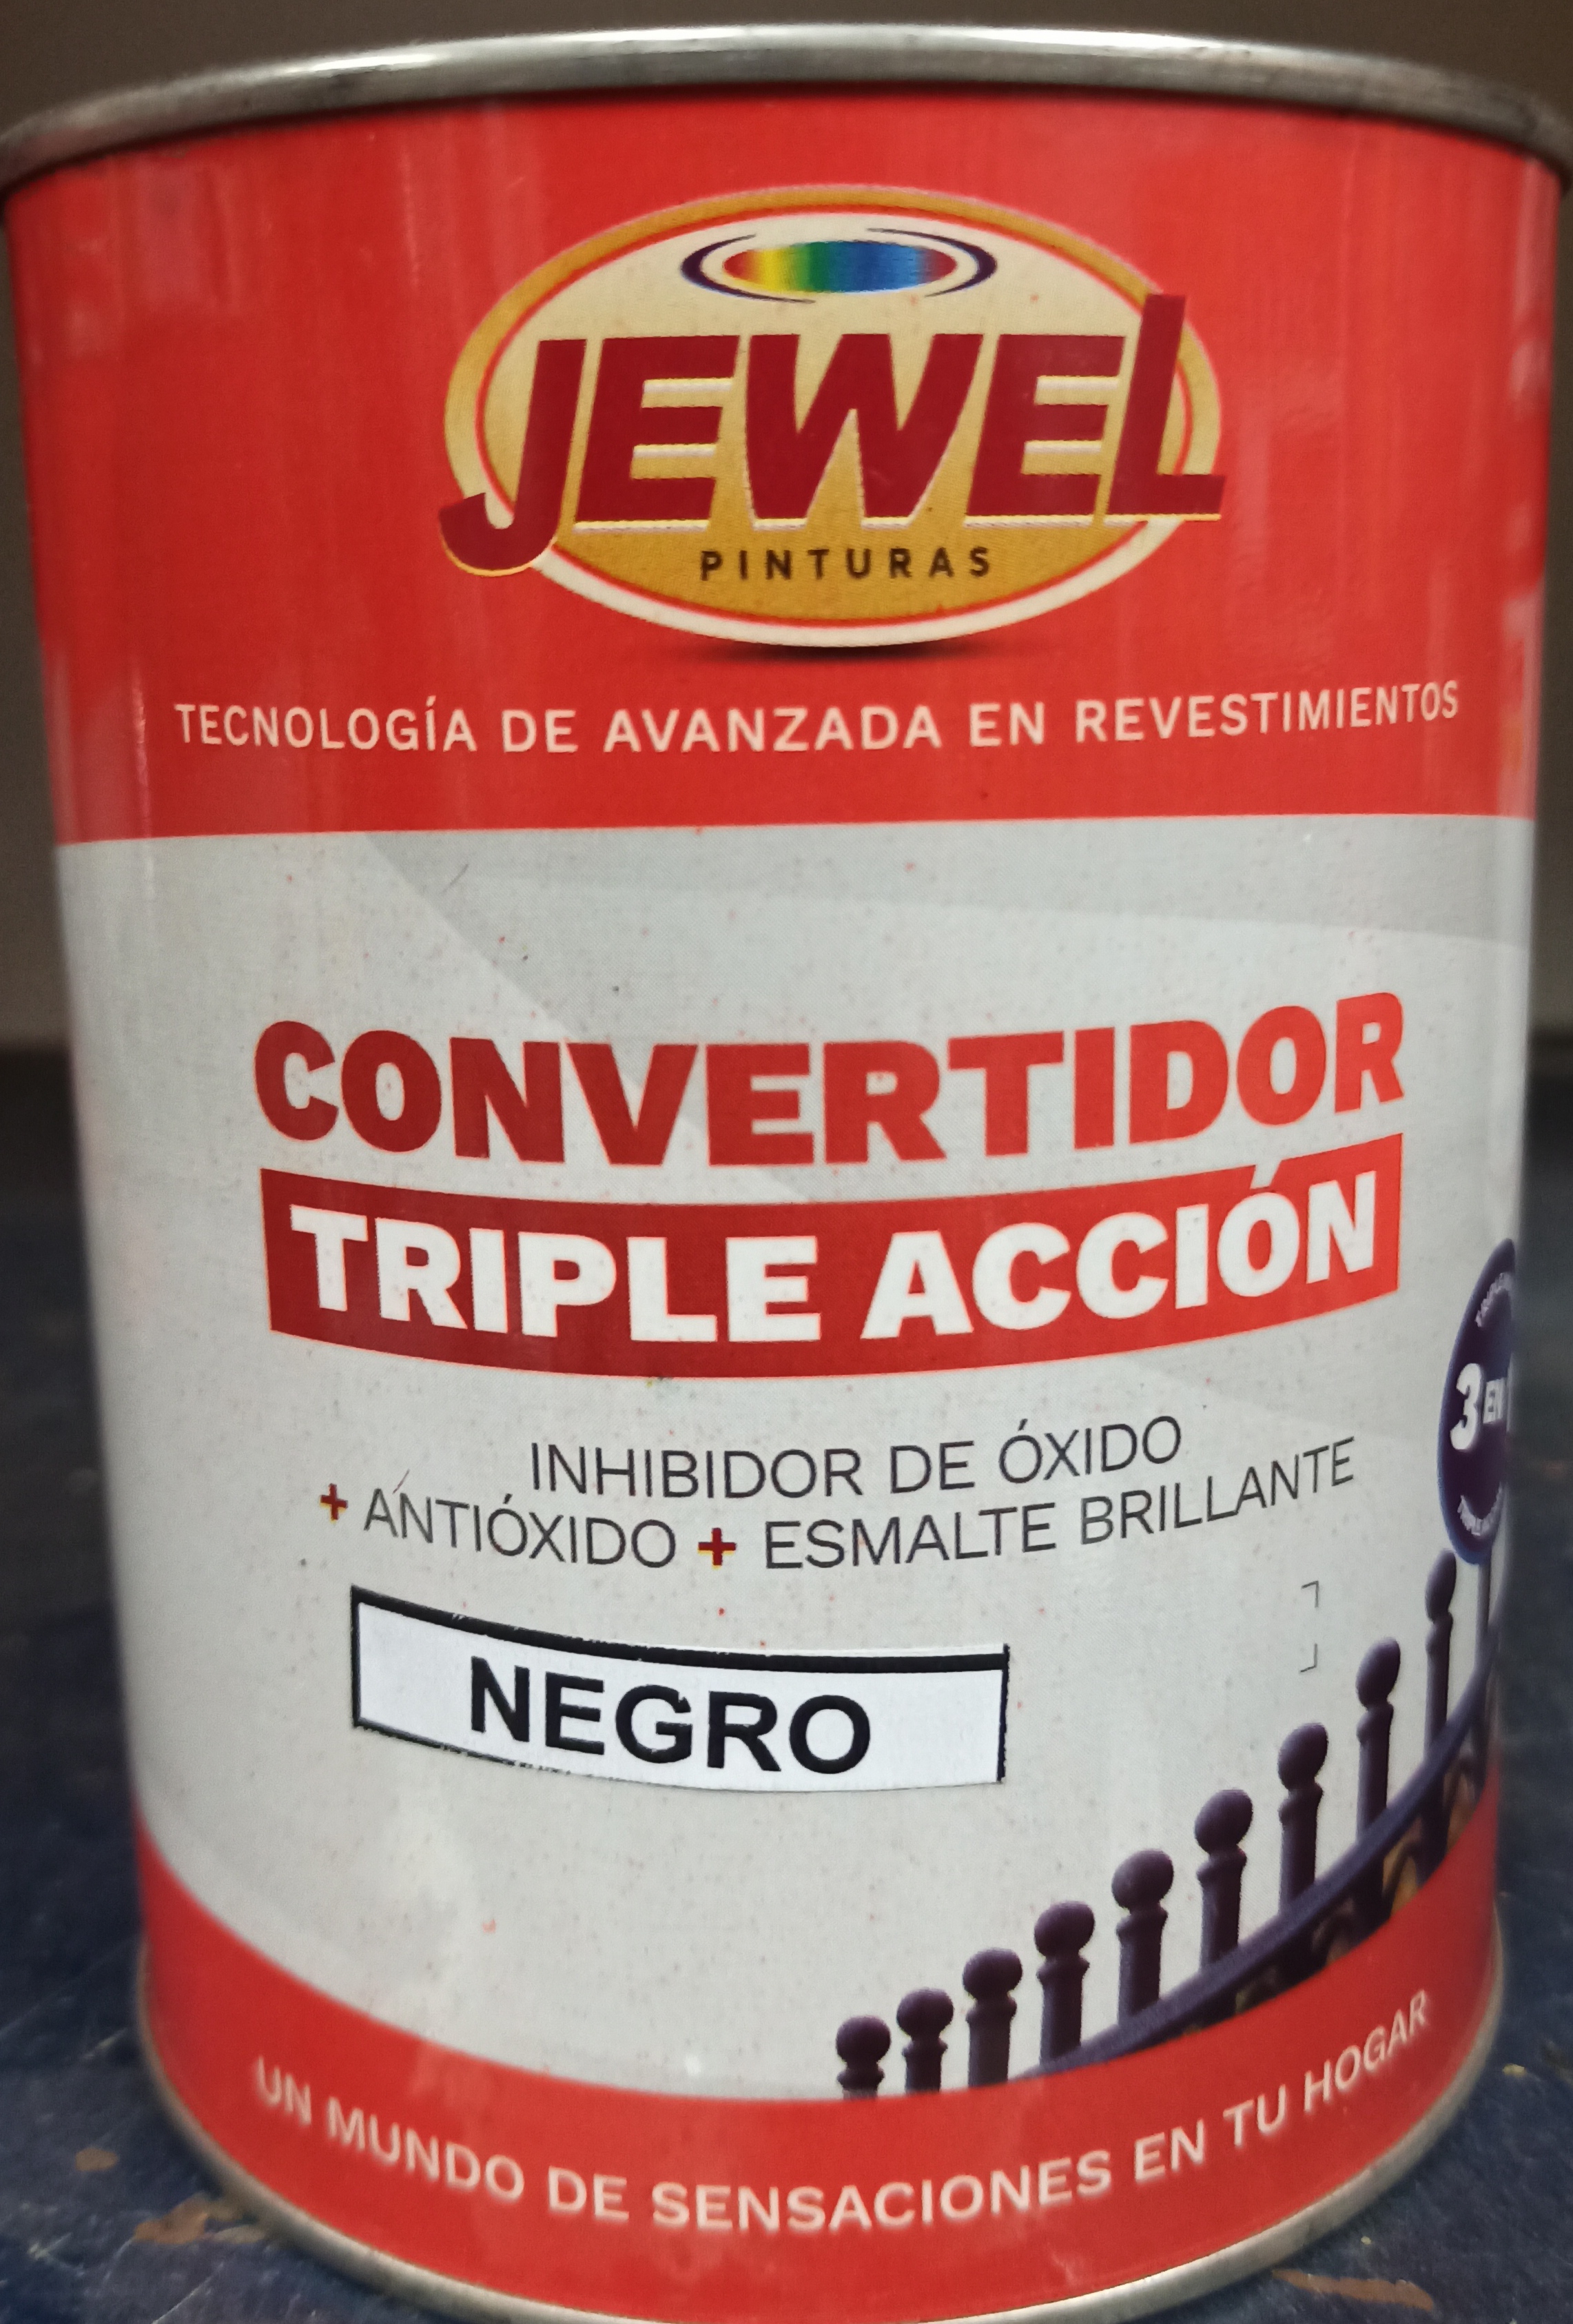 JEWEL
PINTURAS
TECNOLOGÍA DE AVANZADA EN REVESTIMIENTOS
CONVERTIDOR
TRIPLE ACCIÓN
INHIBIDOR DE ÓXIDO
+ ANTIÓXIDO + ESMALTE BRILLANTE
3 EN 1
NEGRO
UN MUNDO DE SENSACIONES EN TU HOGAR